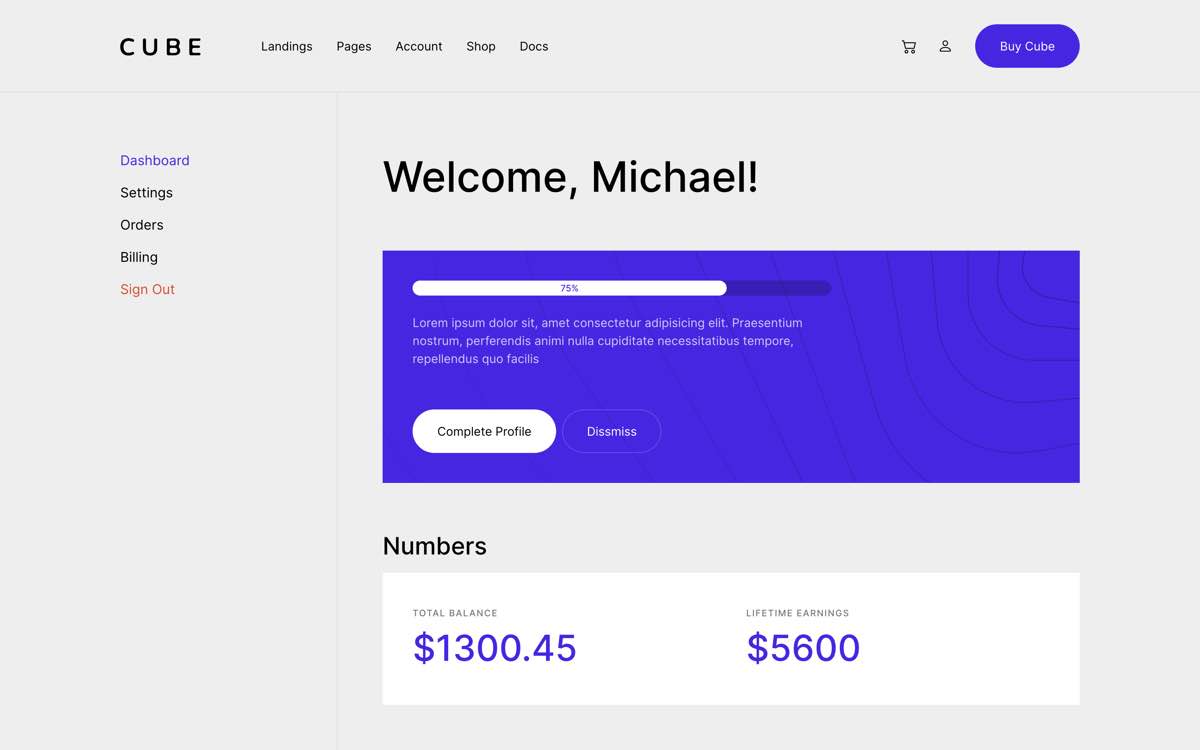 CUBE
Landings Pages Account Shop Docs
Buy Cube
Dashboard
Settings
Orders
Billing
Sign Out
Welcome, Michael!
75%
Lorem ipsum dolor sit, amet consectetur adipisicing elit. Praesentium
nostrum, perferendis animi nulla cupiditate necessitatibus tempore,
repellendus quo facilis
Complete Profile
Dissmiss
Numbers
TOTAL BALANCE
$1300.45
LIFETIME EARNINGS
$5600